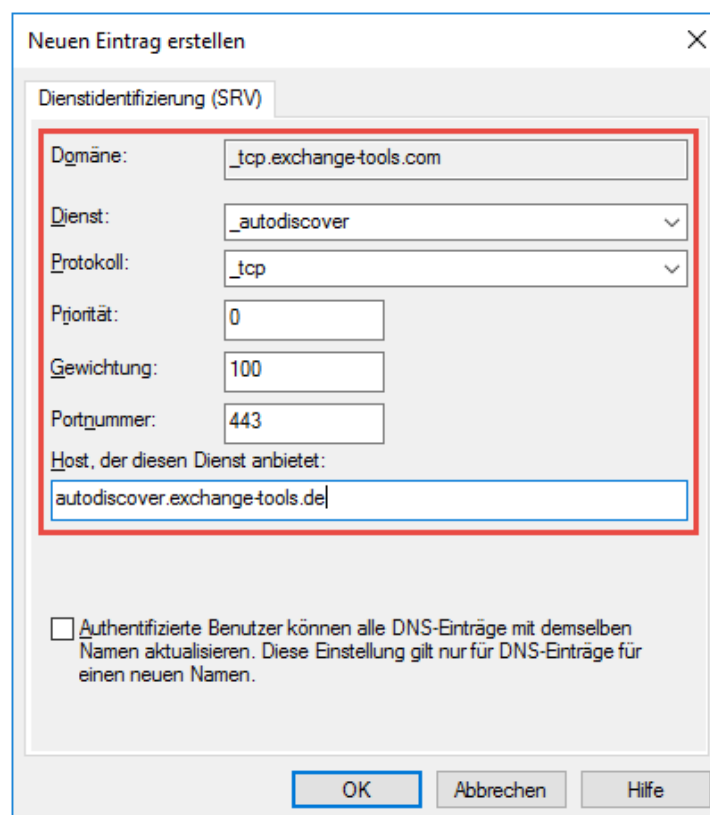 Neuen Eintrag erstellen
Dienstidentifizierung (SRV)
Domäne: _tcp.exchange-tools.com
Dienst: _autodiscover
Protokoll: _tcp
Priorität: 0
Gewichtung: 100
Portnummer: 443
Host, der diesen Dienst anbietet:
autodiscover.exchange-tools.de
Authentifizierte Benutzer können alle DNS-Einträge mit demselben
Namen aktualisieren. Diese Einstellung gilt nur für DNS-Einträge für
einen neuen Namen.
OK Abbrechen Hilfe